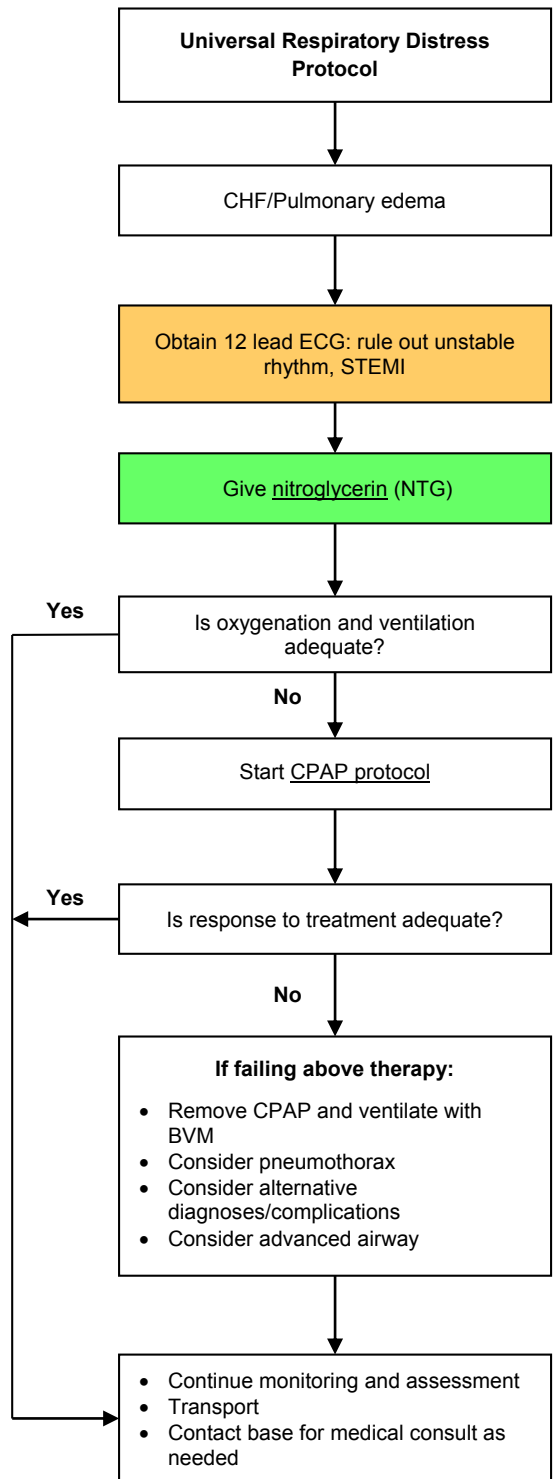 Universal Respiratory Distress
Protocol
CHF/Pulmonary edema
Obtain 12 lead ECG: rule out unstable
rhythm, STEMI
Give nitroglycerin (NTG)
Yes
Is oxygenation and ventilation
adequate?
No
Start CPAP protocol
Yes
Is response to treatment adequate?
No
If failing above therapy:
• Remove CPAP and ventilate with
BVM
• Consider pneumothorax
• Consider alternative
diagnoses/complications
• Consider advanced airway
• Continue monitoring and assessment
• Transport
• Contact base for medical consult as
needed